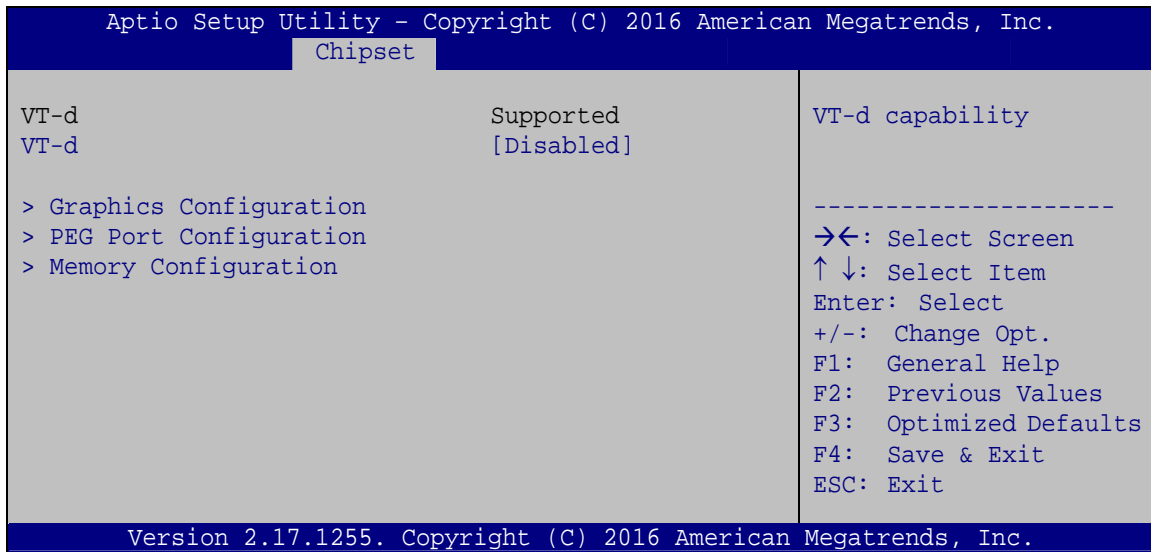 Aptio Setup Utility – Copyright (C) 2016 American Megatrends, Inc.
Chipset
VT-d Supported
VT-d [Disabled]
> Graphics Configuration
> PEG Port Configuration
> Memory Configuration
VT-d capability
---------------------
→←: Select Screen
↑ ↓: Select Item
Enter: Select
+/-: Change Opt.
F1: General Help
F2: Previous Values
F3: Optimized Defaults
F4: Save & Exit
ESC: Exit
Version 2.17.1255. Copyright (C) 2016 American Megatrends, Inc.